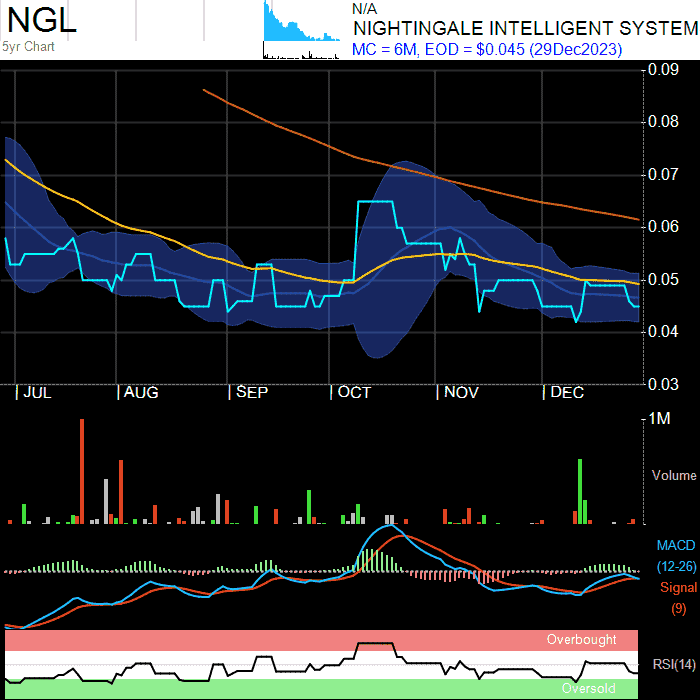 NGL
5yr Chart
N/A
NIGHTINGALE INTELLIGENT SYSTEM
MC = 6M, EOD = $0.045 (29Dec2023)
0.09
0.08
0.07
0.06
0.05
0.04
0.03
JUL AUG SEP OCT NOV DEC
1M
Volume
0
MACD
(12-26)
Signal
(9)
Overbought
RSI(14)
Oversold